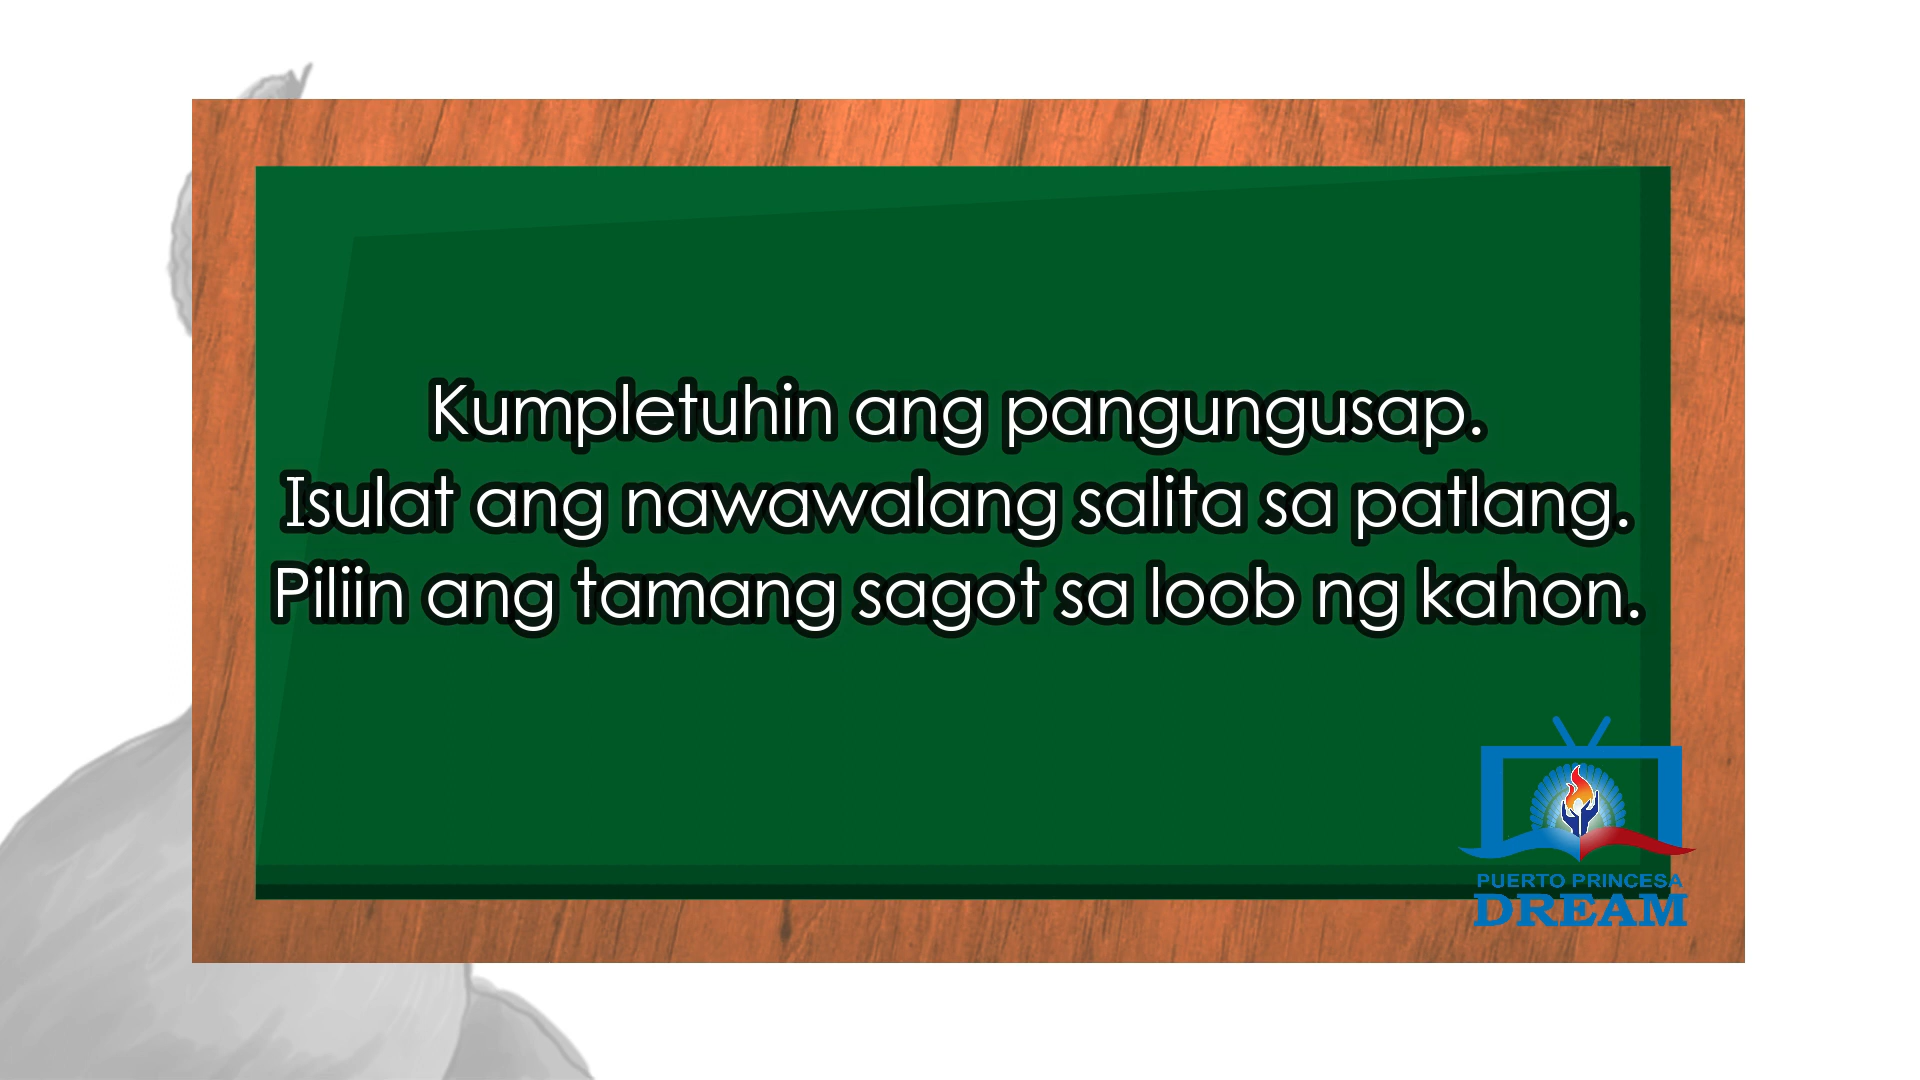 Kumpletuhin ang pangungusap.
Isulat ang nawawalang salita sa patlang.
Piliin ang tamang sagot sa loob ng kahon.
PUERTO PRINCESA
DREAM